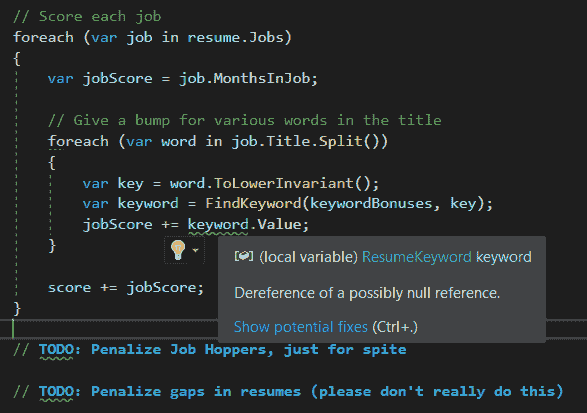 // Score each job
foreach (var job in resume.Jobs)
{
    var jobScore = job.MonthsInJob;
    // Give a bump for various words in the title
    foreach (var word in job.Title.Split())
    {
        var key = word.ToLowerInvariant();
        var keyword = FindKeyword(keywordBonuses, key);
        jobScore += keyword.Value;
    }
(local variable) ResumeKeyword keyword
Dereference of a possibly null reference.
Show potential fixes (Ctrl+.)
    score += jobScore;
}
// TODO: Penalize Job Hoppers, just for spite
// TODO: Penalize gaps in resumes (please don't really do this)